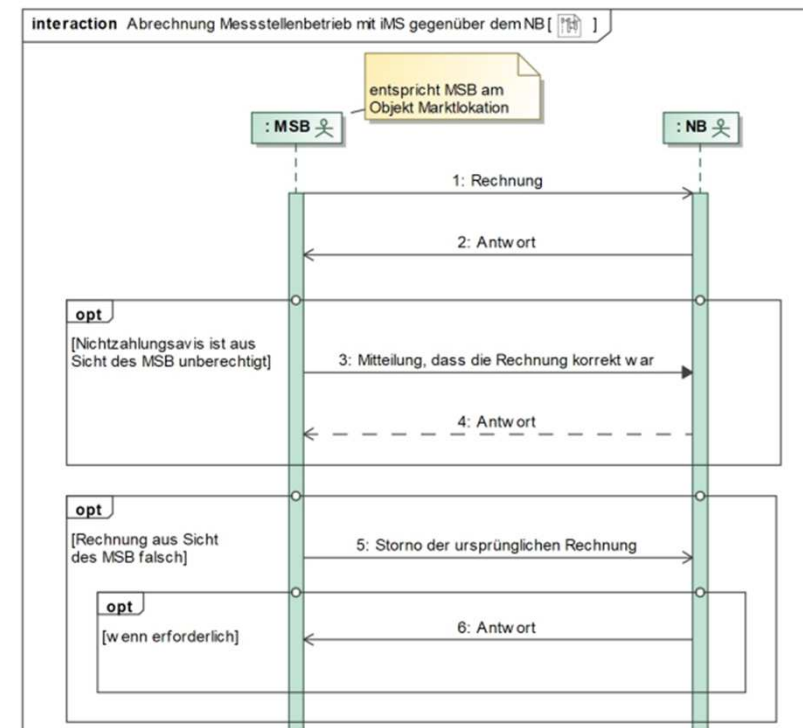 interaction Abrechnung Messstellenbetrieb mit iMS gegenüber dem NB [ ]
entspricht MSB am
Objekt Marktlokation
: MSB
: NB
1: Rechnung
2: Antwort
opt
[Nichtzahlungsavis ist aus
Sicht des MSB unberechtigt]
3: Mitteilung, dass die Rechnung korrekt war
4: Antwort
opt
[Rechnung aus Sicht
des MSB falsch]
5: Storno der ursprünglichen Rechnung
opt
[wenn erforderlich]
6: Antwort